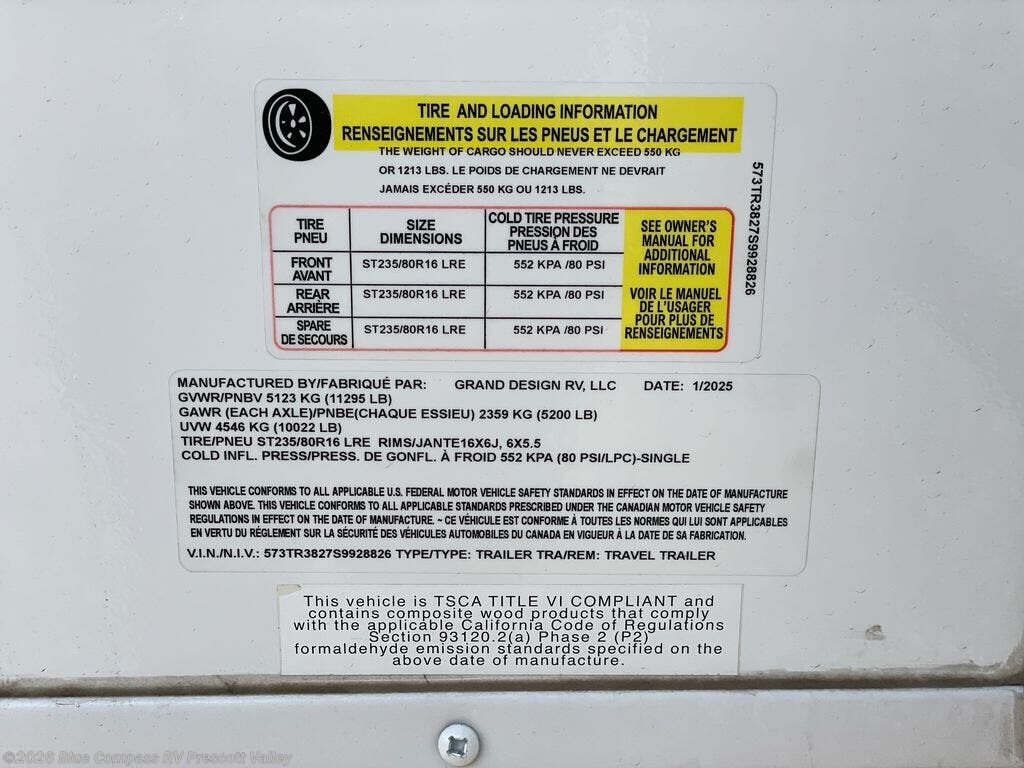 TIRE AND LOADING INFORMATION
RENSEIGNEMENTS SUR LES PNEUS ET LE CHARGEMENT
THE WEIGHT OF CARGO SHOULD NEVER EXCEED 550 KG
OR 1213 LBS. LE POIDS DE CHARGEMENT NE DEVRAIT
JAMAIS EXCÉDER 550 KG OU 1213 LBS.
TIRE
PNEU
SIZE
DIMENSIONS
COLD TIRE PRESSURE
PRESSION DES
PNEUS À FROID
FRONT
AVANT
ST235/80R16 LRE
552 KPA /80 PSI
REAR
ARRIÈRE
ST235/80R16 LRE
552 KPA /80 PSI
SPARE
DE SECOURS
ST235/80R16 LRE
552 KPA /80 PSI
SEE OWNER'S
MANUAL FOR
ADDITIONAL
INFORMATION
VOIR LE MANUEL
DE L'USAGER
POUR PLUS DE
RENSEIGNEMENTS
573TR3827S9928826
MANUFACTURED BY/FABRIQUÉ PAR: GRAND DESIGN RV, LLC DATE: 1/2025
GVWR/PNBV 5123 KG (11295 LB)
GAWR (EACH AXLE)/PNBE(CHAQUE ESSIEU) 2359 KG (5200 LB)
UVW 4546 KG (10022 LB)
TIRE/PNEU ST235/80R16 LRE RIMS/JANTE16X6J, 6X5.5
COLD INFL. PRESS/PRESS. DE GONFL. À FROID 552 KPA (80 PSI/LPC)-SINGLE
THIS VEHICLE CONFORMS TO ALL APPLICABLE U.S. FEDERAL MOTOR VEHICLE SAFETY STANDARDS IN EFFECT ON THE DATE OF MANUFACTURE
SHOWN ABOVE. THIS VEHICLE CONFORMS TO ALL APPLICABLE STANDARDS PRESCRIBED UNDER THE CANADIAN MOTOR VEHICLE SAFETY
REGULATIONS IN EFFECT ON THE DATE OF MANUFACTURE. ~ CE VÉHICULE EST CONFORME À TOUTES LES NORMES QUI LUI SONT APPLICABLES
EN VERTU DU RÉGLEMENT SUR LA SÉCURITÉ DES VÉHICULES AUTOMOBILES DU CANADA EN VIGUEUR À LA DATE DE SA FABRICATION.
V.I.N./N.I.V.: 573TR3827S9928826 TYPE/TYPE: TRAILER TRA/REM: TRAVEL TRAILER
This vehicle is TSCA TITLE VI COMPLIANT and
contains composite wood products that comply
with the applicable California Code of Regulations
Section 93120.2(a) Phase 2 (P2)
formaldehyde emission standards specified on the
above date of manufacture.
©2026 Blue Compass RV Prescott Valley